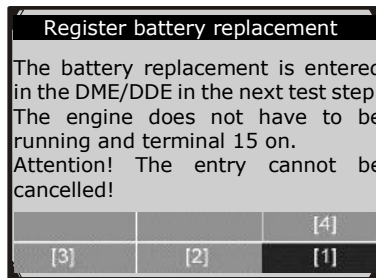 Register battery replacement
The battery replacement is entered
in the DME/DDE in the next test step
The engine does not have to be
running and terminal 15 on.
Attention! The entry cannot be
cancelled!
[4]
[3] [2] [1]